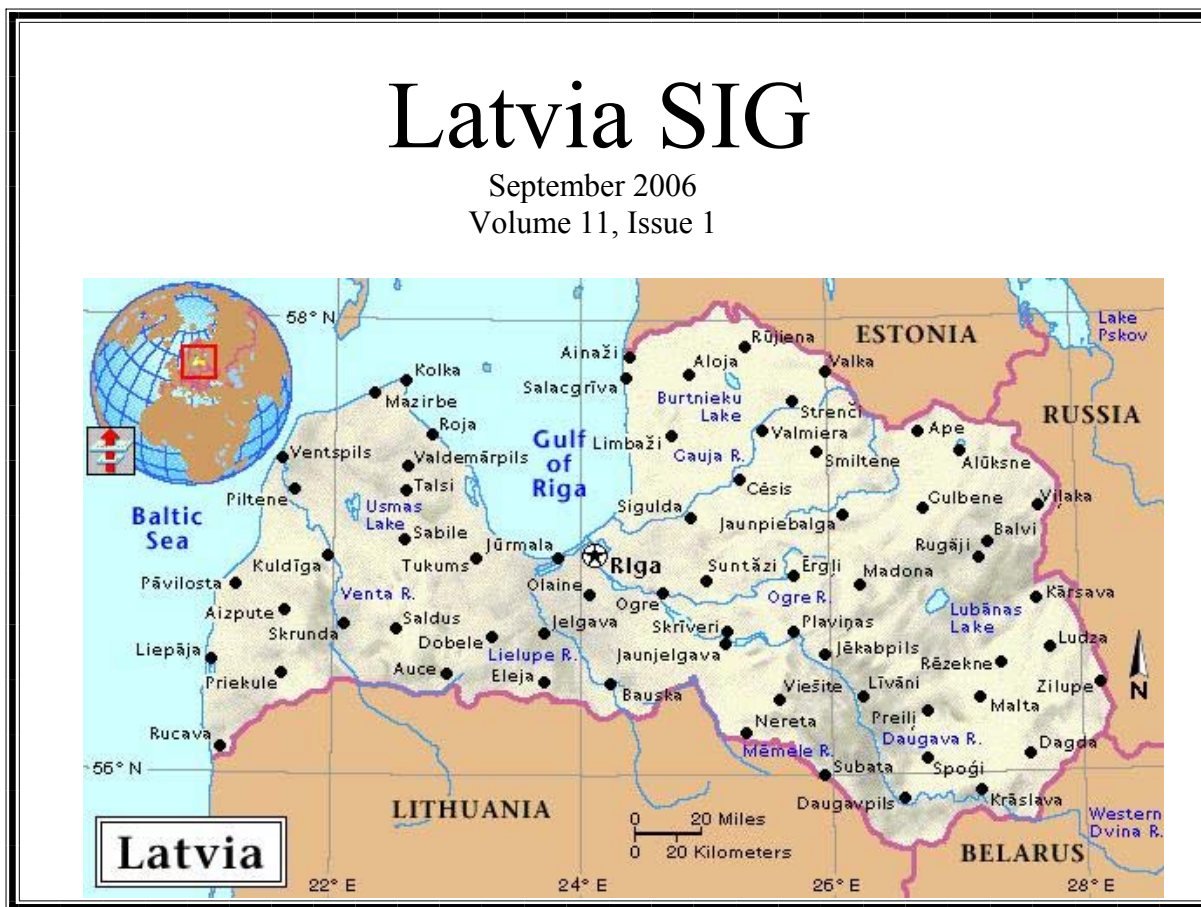 Latvia SIG
September 2006
Volume 11, Issue 1
58° N
Lake
Pskov
ESTONIA
RUSSIA
Ainaži
Rūjiena
Aloja
Valka
Salacgrīva
Burtnieku
Lake
Strenči
Kolka
Mazirbe
Roja
Gulf
of
Riga
Limbaži
Valmiera
Gauja R.
Smiltene
Ape
Alūksne
Ventspils
Valdemārpils
Talsi
Piltene
Usmas
Lake
Cēsis
Gulbene
Viļaka
Baltic
Sea
Sigulda
Jaunpiebalga
Balvi
Sabile
Rugāji
Kuldīga
Tukums
Jūrmala
Rīga
Suntāži
Ērgļi
Madona
Pāvilosta
Venta R.
Olaine
Ogre
Ogre R.
Lubānas
Lake
Kārsava
Aizpute
Skrunda
Saldus
Dobele
Jelgava
Skrīveri
Pļaviņas
Ludza
Liepāja
Lielupe R.
Jaunjelgava
Jēkabpils
Rēzekne
Priekule
Auce
Eleja
Bauska
Viešite
Līvāni
Malta
Zilupe
N
Rucava
Nereta
Preiļi
Daugava R.
Dagda
Mēmele R.
56° N
Subata
Spoģi
Daugavpils
Krāslava
LITHUANIA
0 20 Miles
0 20 Kilometers
Western
Dvina R.
BELARUS
Latvia
22° E
24° E
26° E
28° E